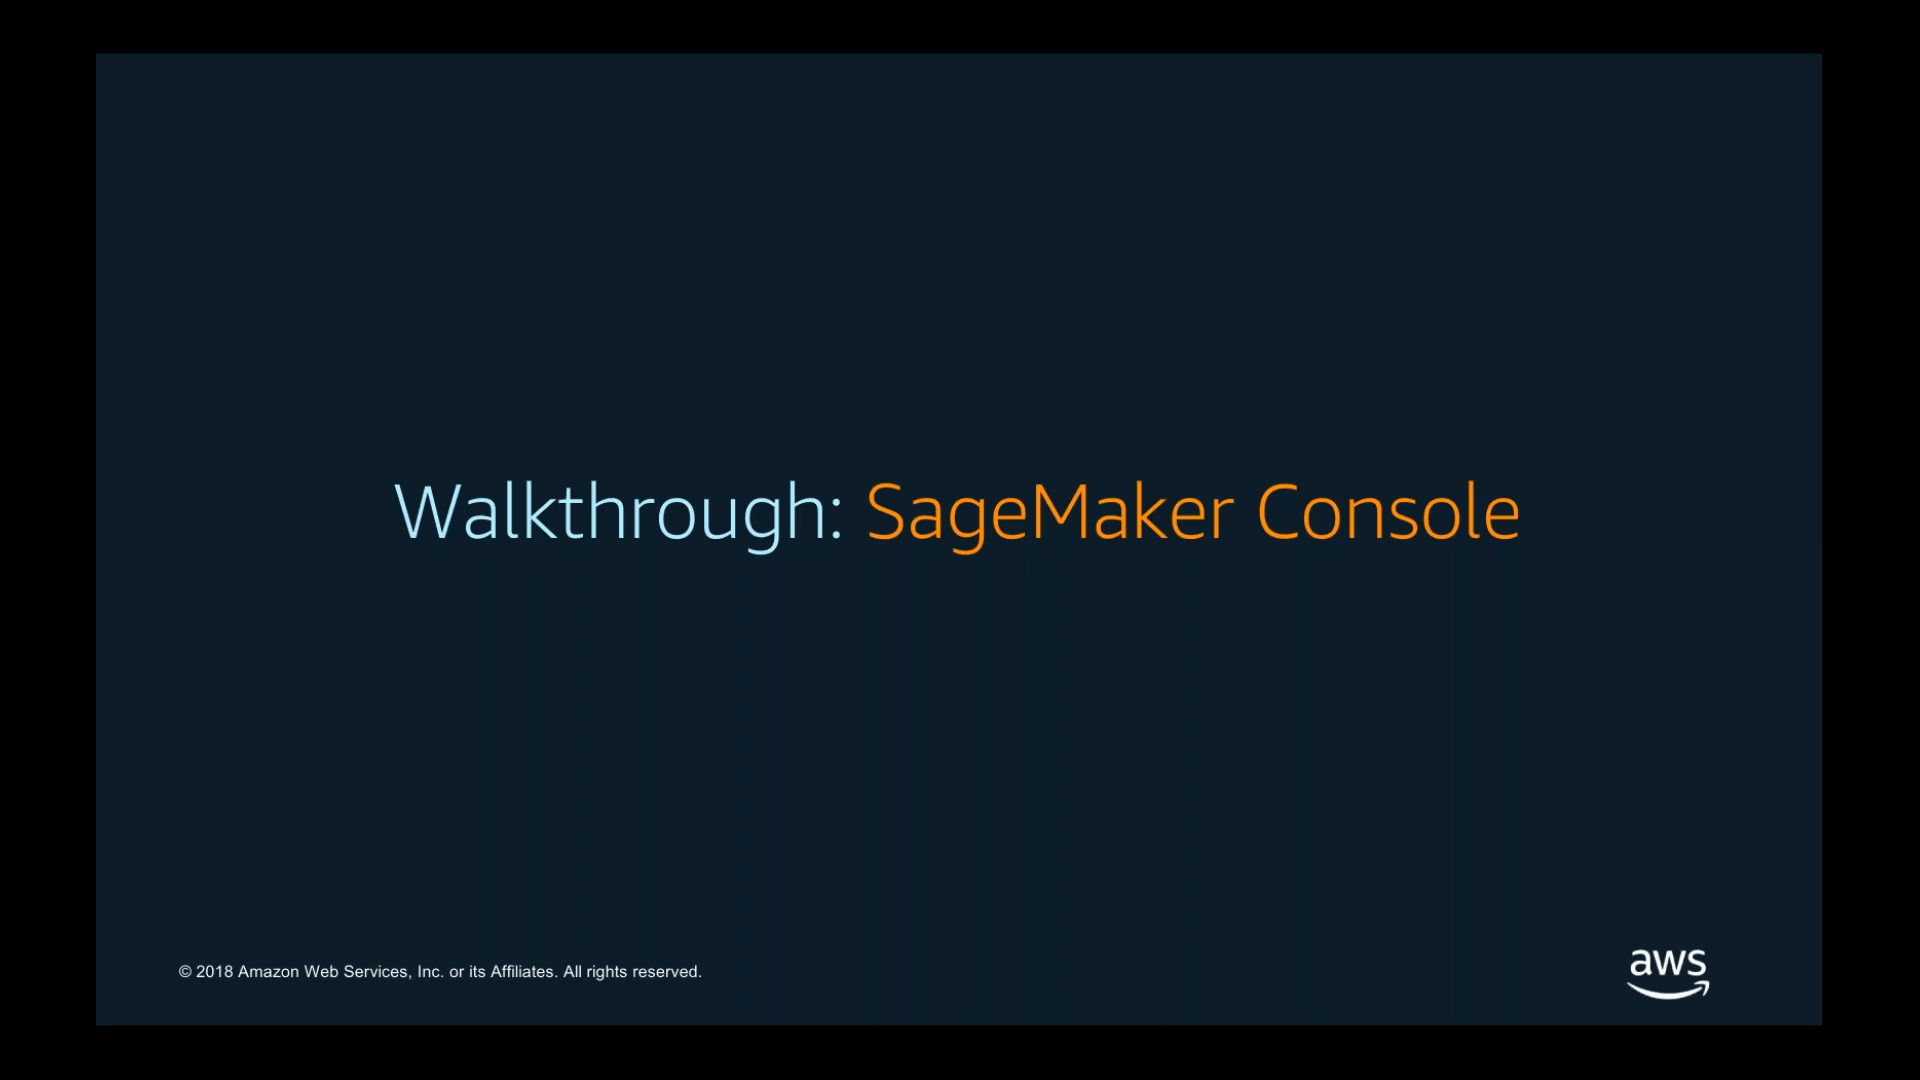 Walkthrough: SageMaker Console
© 2018 Amazon Web Services, Inc. or its Affiliates. All rights reserved.
aws